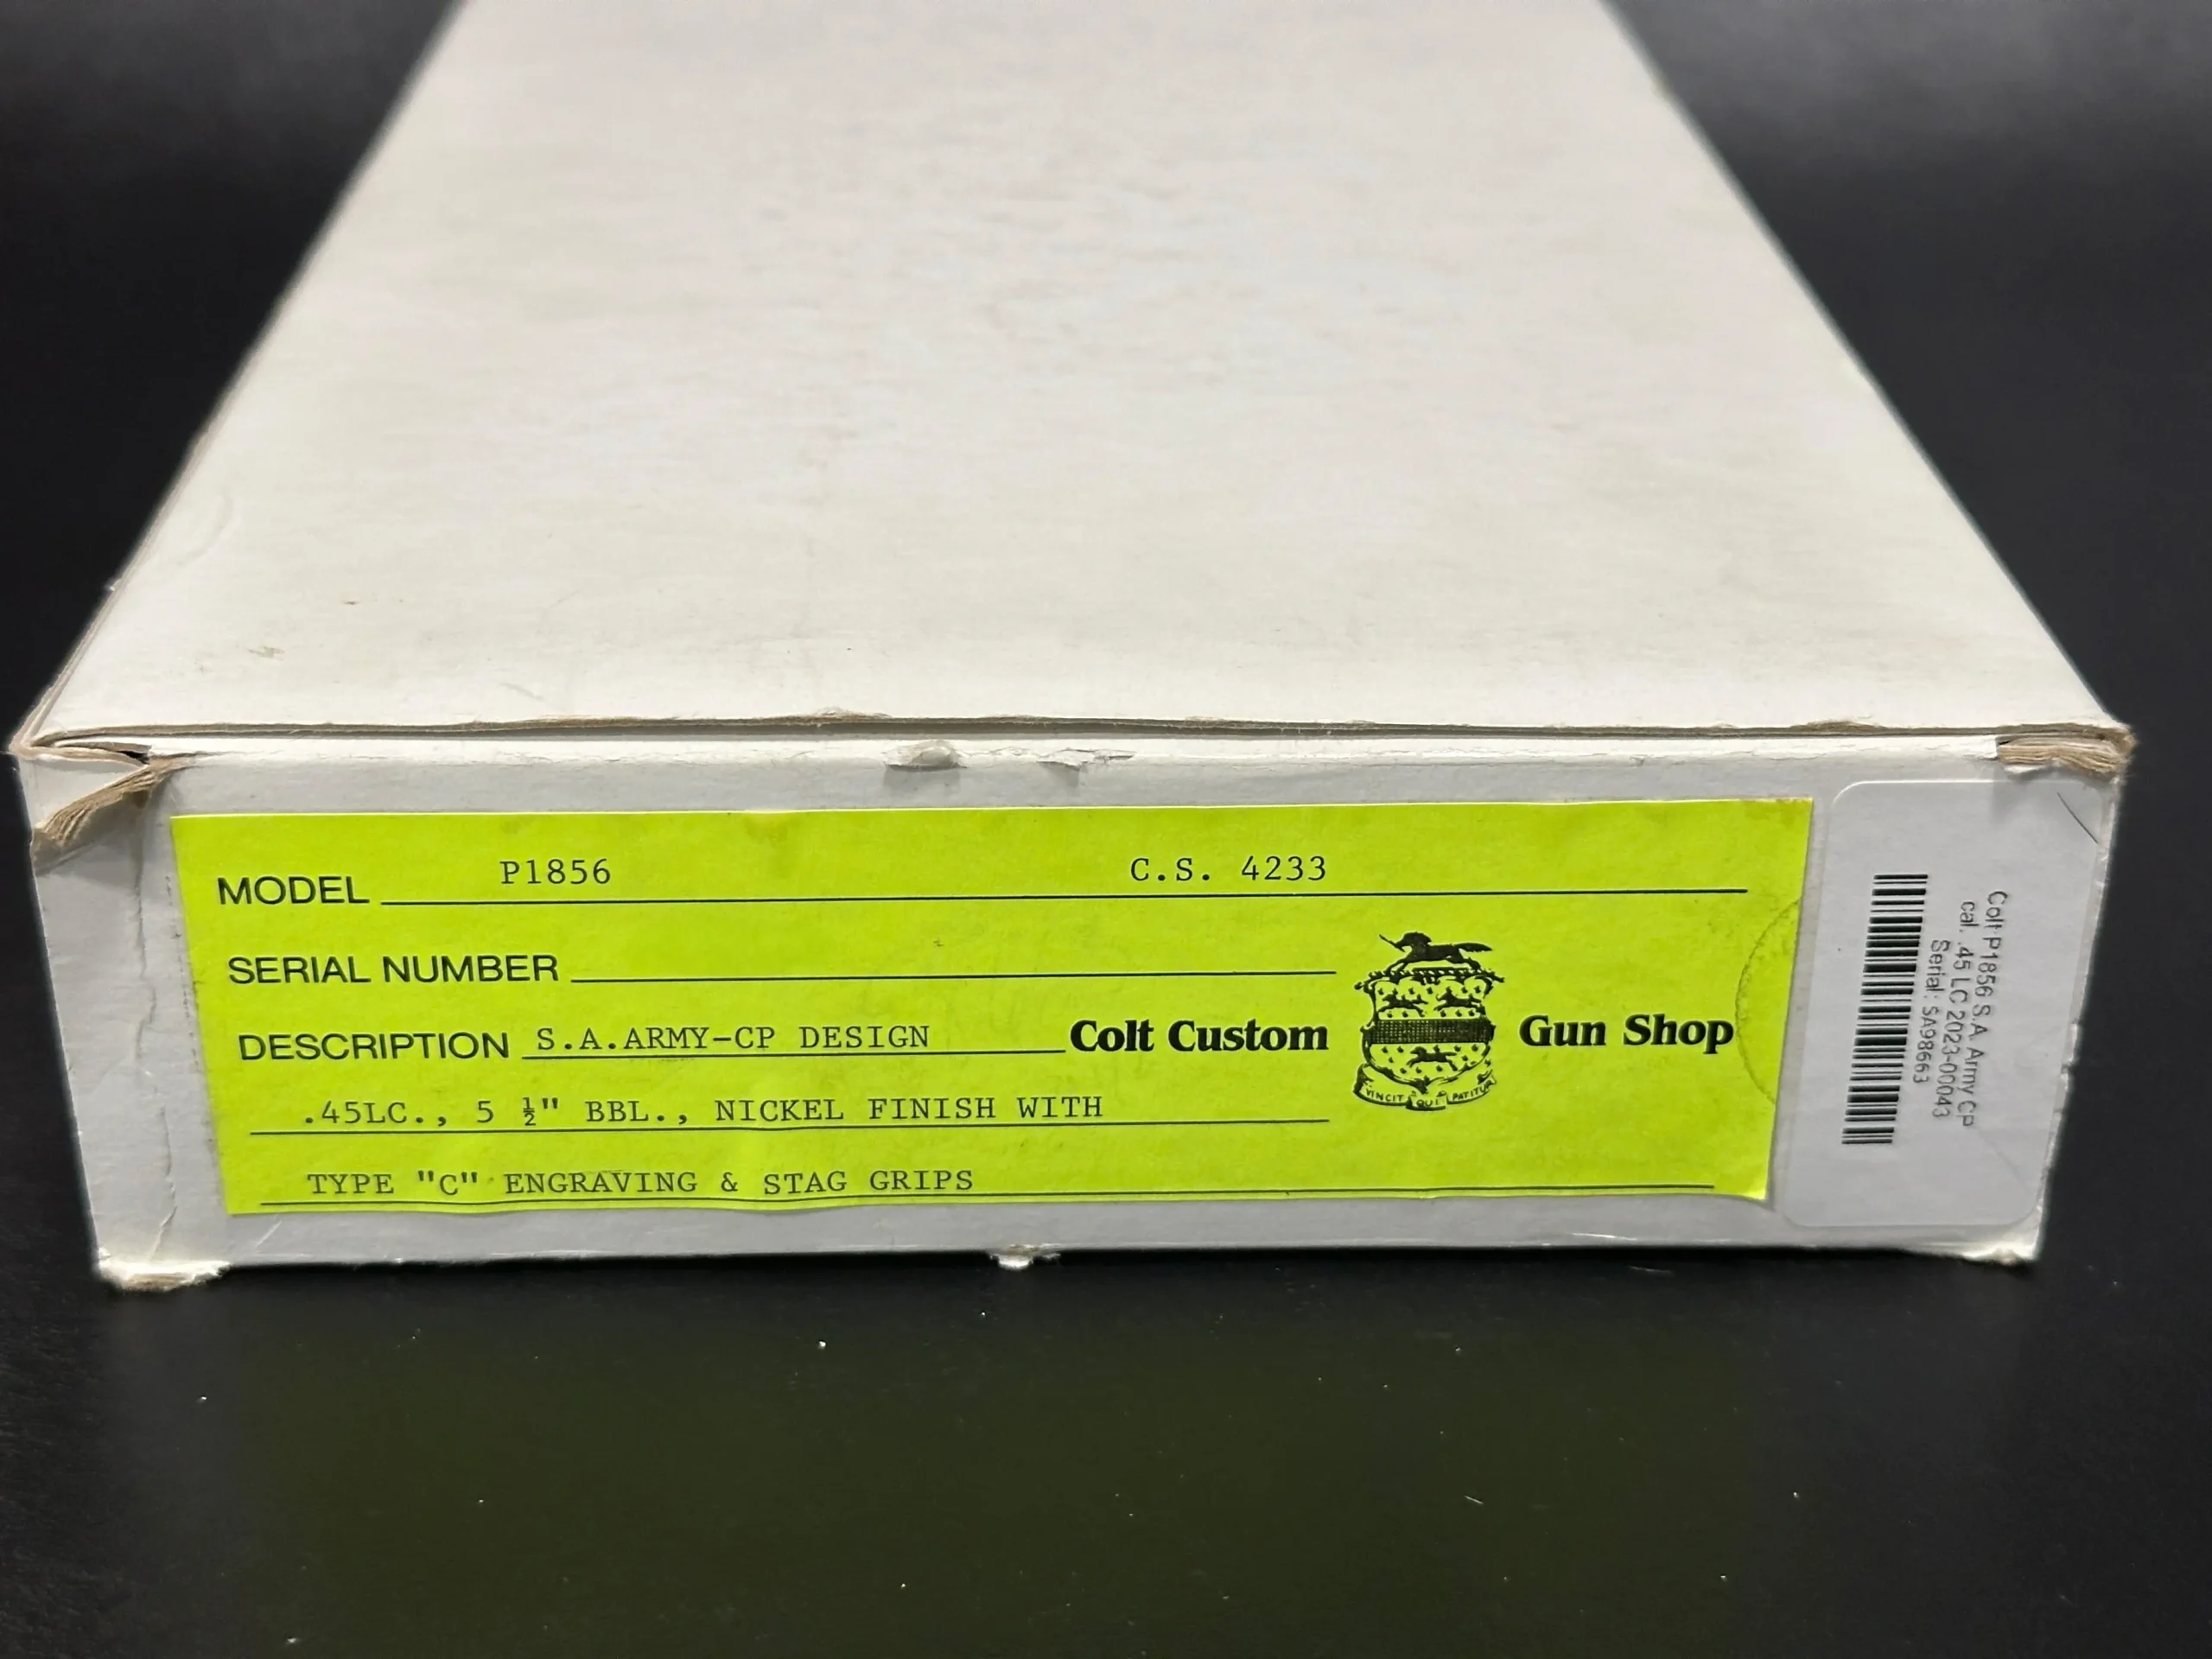 MODEL P1856 C.S. 4233
SERIAL NUMBER
DESCRIPTION S.A.ARMY-CP DESIGN
.45LC., 5 ½" BBL., NICKEL FINISH WITH
TYPE "C" ENGRAVING & STAG GRIPS
Colt Custom Gun Shop
VINCIT QUI PATITUR
Colt P1856 S.A. Army CP
cal. .45 LC 2023-00043
Serial: SA98663